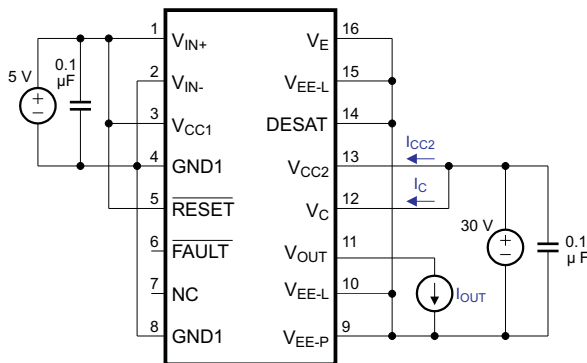 1 V_IN+ V_E 16
2 V_IN- V_EE-L 15
5 V 0.1 µF
3 V_CC1 DESAT 14
4 GND1 V_CC2 13 I_CC2
5 RESET V_C 12 I_C
6 FAULT V_OUT 11
30 V 0.1 µF
7 NC V_EE-L 10 I_OUT
8 GND1 V_EE-P 9